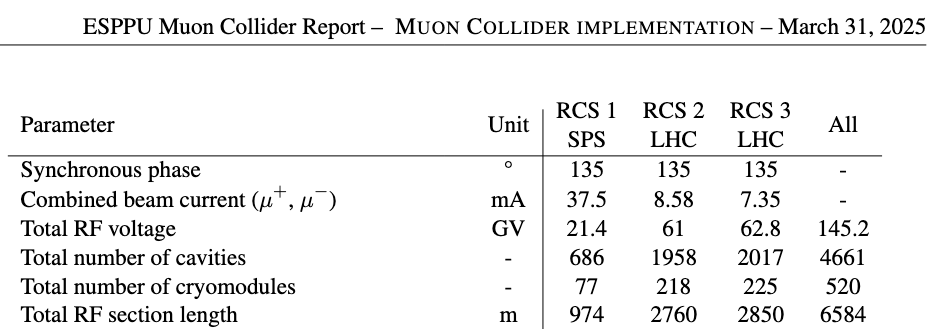 ESPPU Muon Collider Report – MUON COLLIDER IMPLEMENTATION – March 31, 2025
RCS 1 RCS 2 RCS 3
Parameter Unit All
SPS LHC LHC
Synchronous phase ° 135 135 135 -
Combined beam current (μ+, μ−) mA 37.5 8.58 7.35 -
Total RF voltage GV 21.4 61 62.8 145.2
Total number of cavities - 686 1958 2017 4661
Total number of cryomodules - 77 218 225 520
Total RF section length m 974 2760 2850 6584